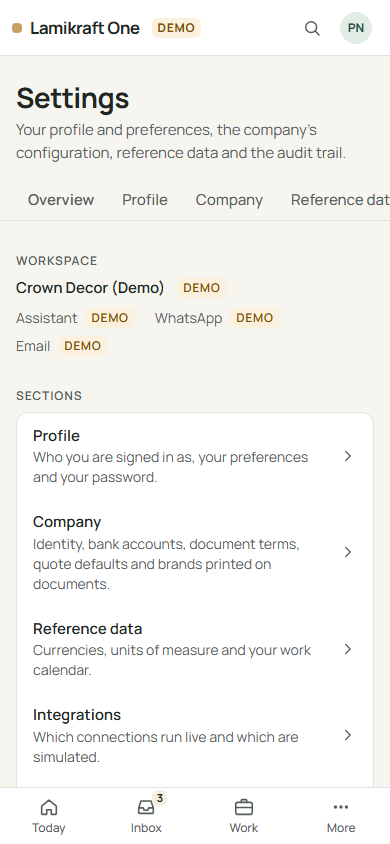 Lamikraft One DEMO PN
Settings
Your profile and preferences, the company's
configuration, reference data and the audit trail.
Overview Profile Company Reference dat
WORKSPACE
Crown Decor (Demo) DEMO
Assistant DEMO WhatsApp DEMO
Email DEMO
SECTIONS
Profile
Who you are signed in as, your preferences
and your password.
Company
Identity, bank accounts, document terms,
quote defaults and brands printed on
documents.
Reference data
Currencies, units of measure and your work
calendar.
Integrations
Which connections run live and which are
simulated.
3
Today Inbox Work More